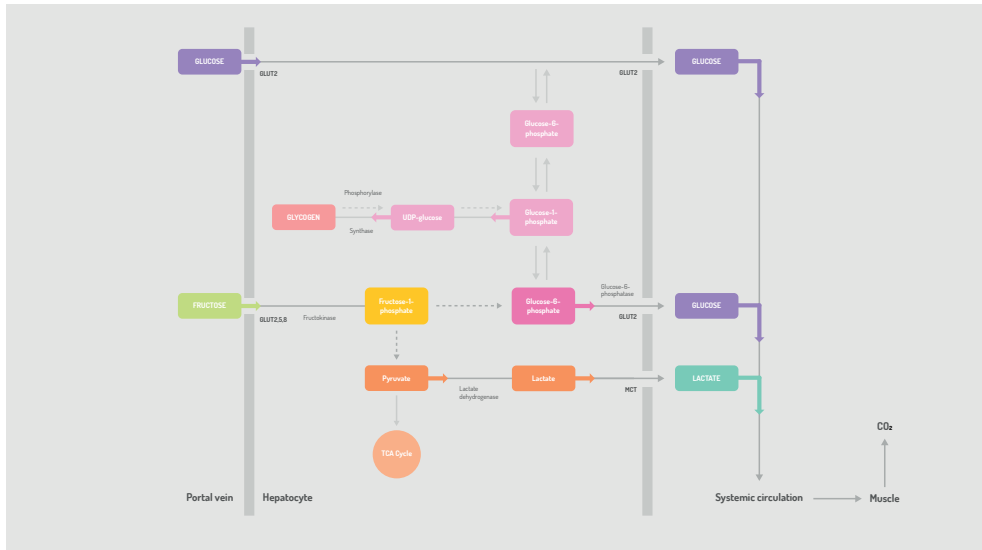 GLUCOSE
GLUT2
GLUT2
GLUCOSE
Glucose-6-
phosphate
Phosphorylase
GLYCOGEN
UDP-glucose
Glucose-1-
phosphate
Synthase
FRUCTOSE
GLUT2,5,8
Fructokinase
Fructose-1-
phosphate
Glucose-6-
phosphate
Glucose-6-
phosphatase
GLUT2
GLUCOSE
Pyruvate
Lactate
dehydrogenase
Lactate
MCT
LACTATE
TCA Cycle
CO₂
Portal vein
Hepatocyte
Systemic circulation
Muscle